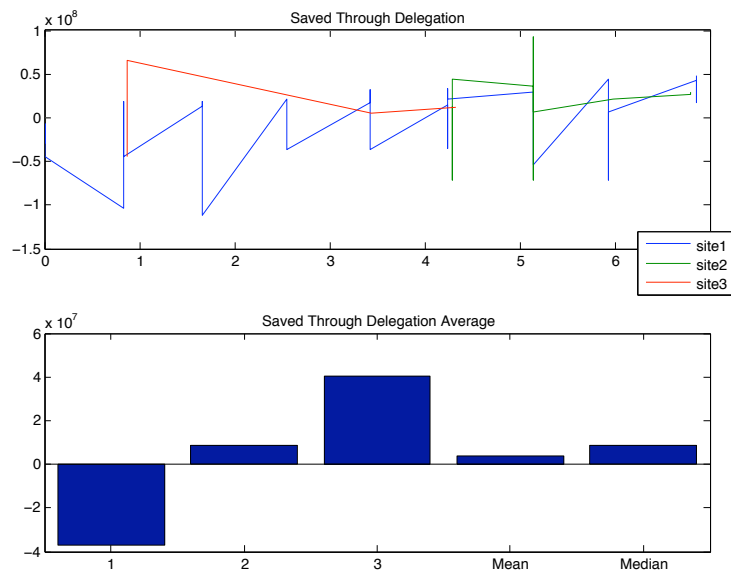 Saved Through Delegation
x 10^8
1
0.5
0
−0.5
−1
−1.5
0 1 2 3 4 5 6
site1
site2
site3
Saved Through Delegation Average
x 10^7
6
4
2
0
−2
−4
1 2 3 Mean Median